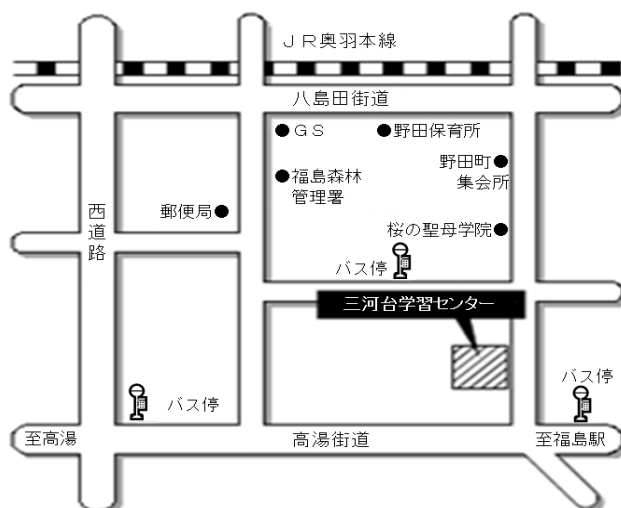 JR奥羽本線
八島田街道
GS
野田保育所
野田町
集会所
福島森林
管理署
郵便局
西道路
桜の聖母学院
バス停
三河台学習センター
バス停
バス停
至高湯
高湯街道
至福島駅